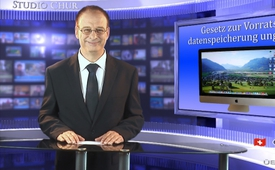 STUDIO CHUR
Gesetz zur Vorrats
datenspeicherung ung